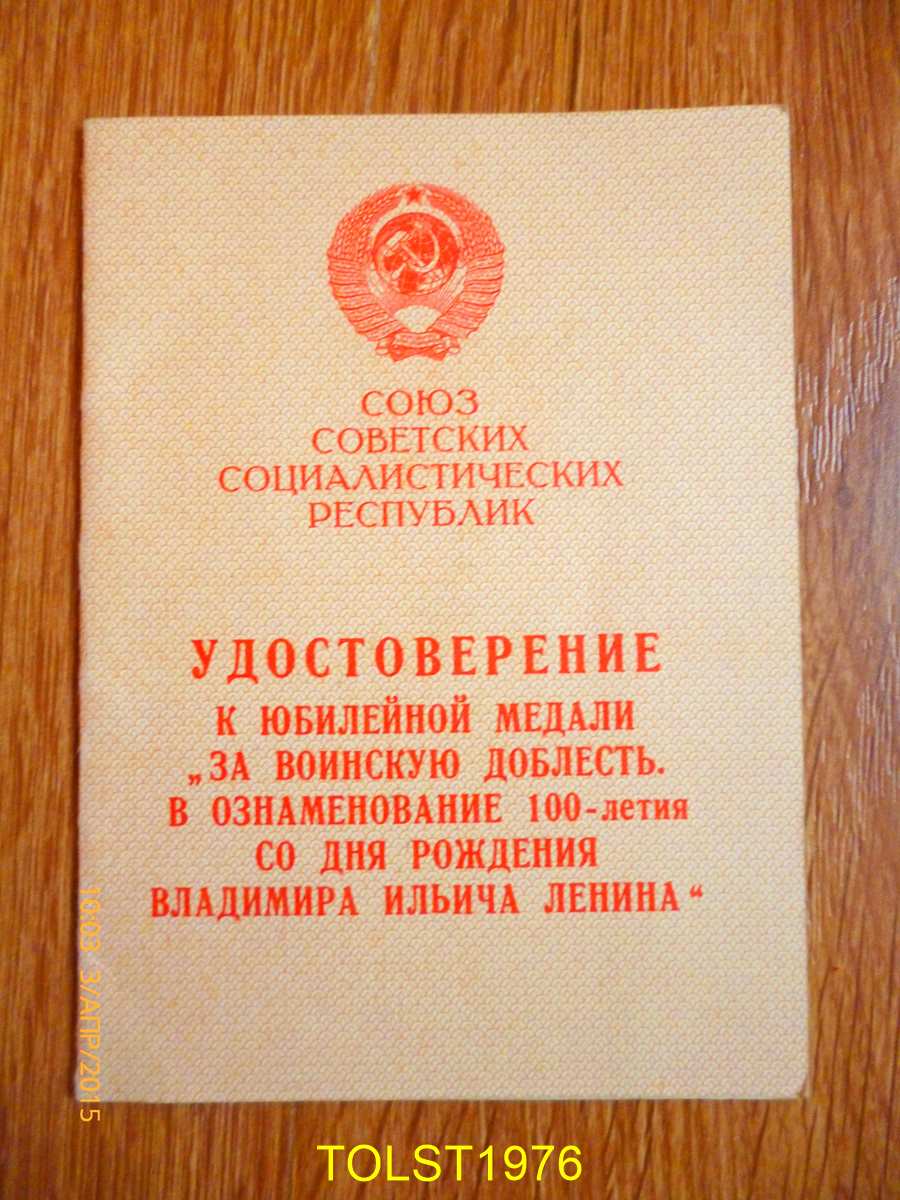 СОЮЗ
СОВЕТСКИХ
СОЦИАЛИСТИЧЕСКИХ
РЕСПУБЛИК
УДОСТОВЕРЕНИЕ
К ЮБИЛЕЙНОЙ МЕДАЛИ
„ЗА ВОИНСКУЮ ДОБЛЕСТЬ.
В ОЗНАМЕНОВАНИЕ 100-летия
СО ДНЯ РОЖДЕНИЯ
ВЛАДИМИРА ИЛЬИЧА ЛЕНИНА“
10:03 3/АПР/2015
TOLST1976